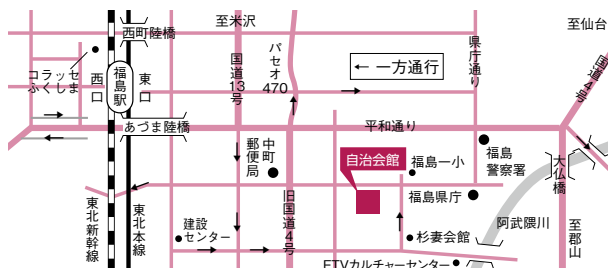 至米沢
至仙台
西町陸橋
コラッセ
ふくしま
西口
福島駅
東口
国道13号
パセオ
470
← 一方通行
県庁通り
国道4号
あづま陸橋
平和通り
中町
郵便局
自治会館
福島一小
福島
警察署
大仏橋
福島県庁
旧国道4号
東北新幹線
東北本線
建設
センター
杉妻会館
阿武隈川
至郡山
FTVカルチャーセンター